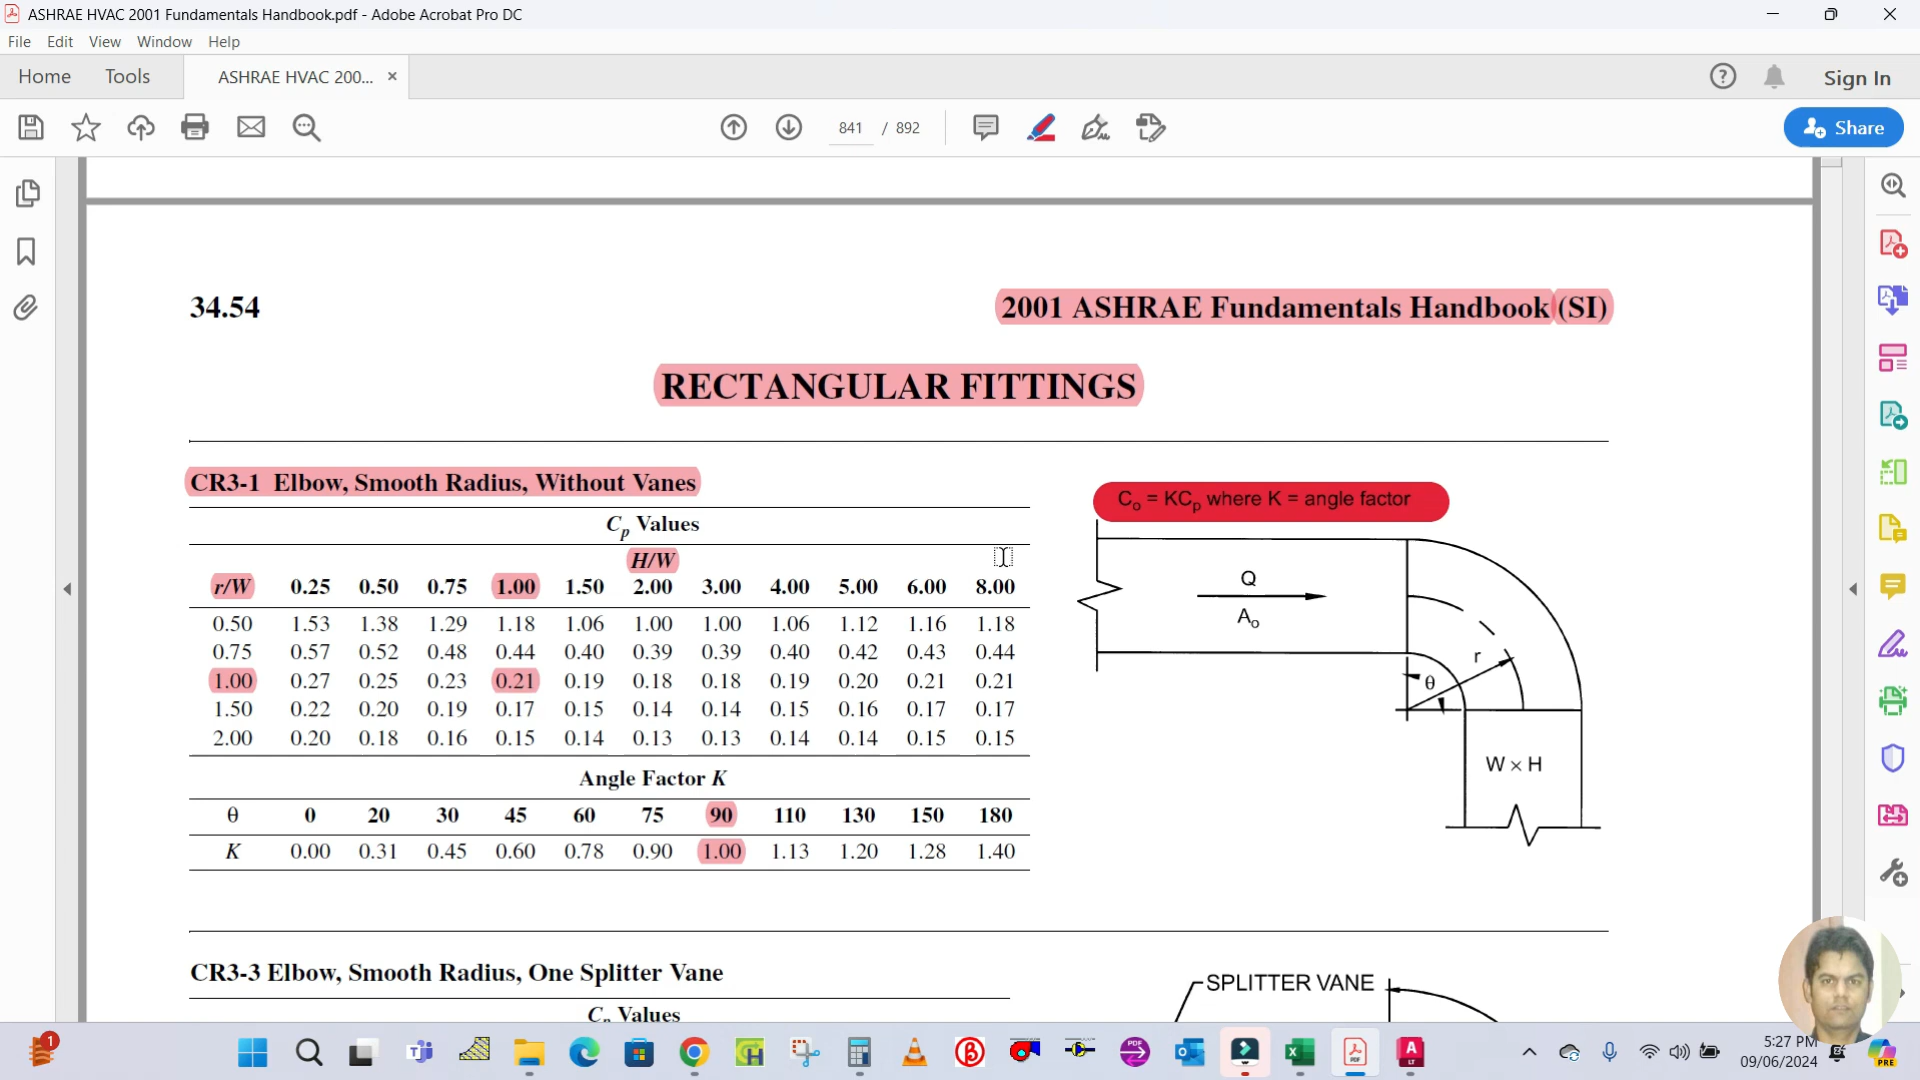 ASHRAE HVAC 2001 Fundamentals Handbook.pdf - Adobe Acrobat Pro DC
File Edit View Window Help
Home Tools ASHRAE HVAC 200... × Sign In
841 / 892 Share
34.54 2001 ASHRAE Fundamentals Handbook (SI)
RECTANGULAR FITTINGS
CR3-1 Elbow, Smooth Radius, Without Vanes
Cp Values
H/W
r/W 0.25 0.50 0.75 1.00 1.50 2.00 3.00 4.00 5.00 6.00 8.00
0.50 1.53 1.38 1.29 1.18 1.06 1.00 1.00 1.06 1.12 1.16 1.18
0.75 0.57 0.52 0.48 0.44 0.40 0.39 0.39 0.40 0.42 0.43 0.44
1.00 0.27 0.25 0.23 0.21 0.19 0.18 0.18 0.19 0.20 0.21 0.21
1.50 0.22 0.20 0.19 0.17 0.15 0.14 0.14 0.15 0.16 0.17 0.17
2.00 0.20 0.18 0.16 0.15 0.14 0.13 0.13 0.14 0.14 0.15 0.15
Angle Factor K
θ 0 20 30 45 60 75 90 110 130 150 180
K 0.00 0.31 0.45 0.60 0.78 0.90 1.00 1.13 1.20 1.28 1.40
Co = KCp where K = angle factor
Q
Ao
r
θ
W × H
CR3-3 Elbow, Smooth Radius, One Splitter Vane
Cp Values
SPLITTER VANE
1
PDF
PRE
5:27 PM
09/06/2024